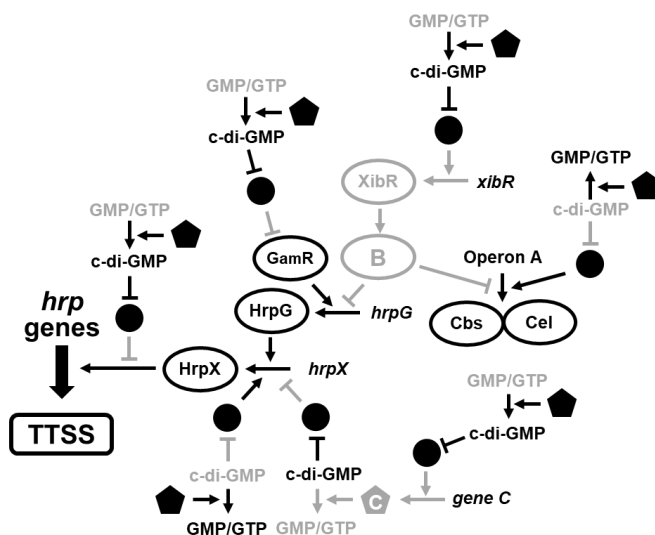 GMP/GTP
c-di-GMP
GMP/GTP
c-di-GMP
XibR
xibR
GMP/GTP
c-di-GMP
GMP/GTP
c-di-GMP
GamR
B
Operon A
hrp
genes
HrpG
hrpG
Cbs
Cel
HrpX
hrpX
TTSS
GMP/GTP
c-di-GMP
c-di-GMP
GMP/GTP
c-di-GMP
GMP/GTP
C
gene C